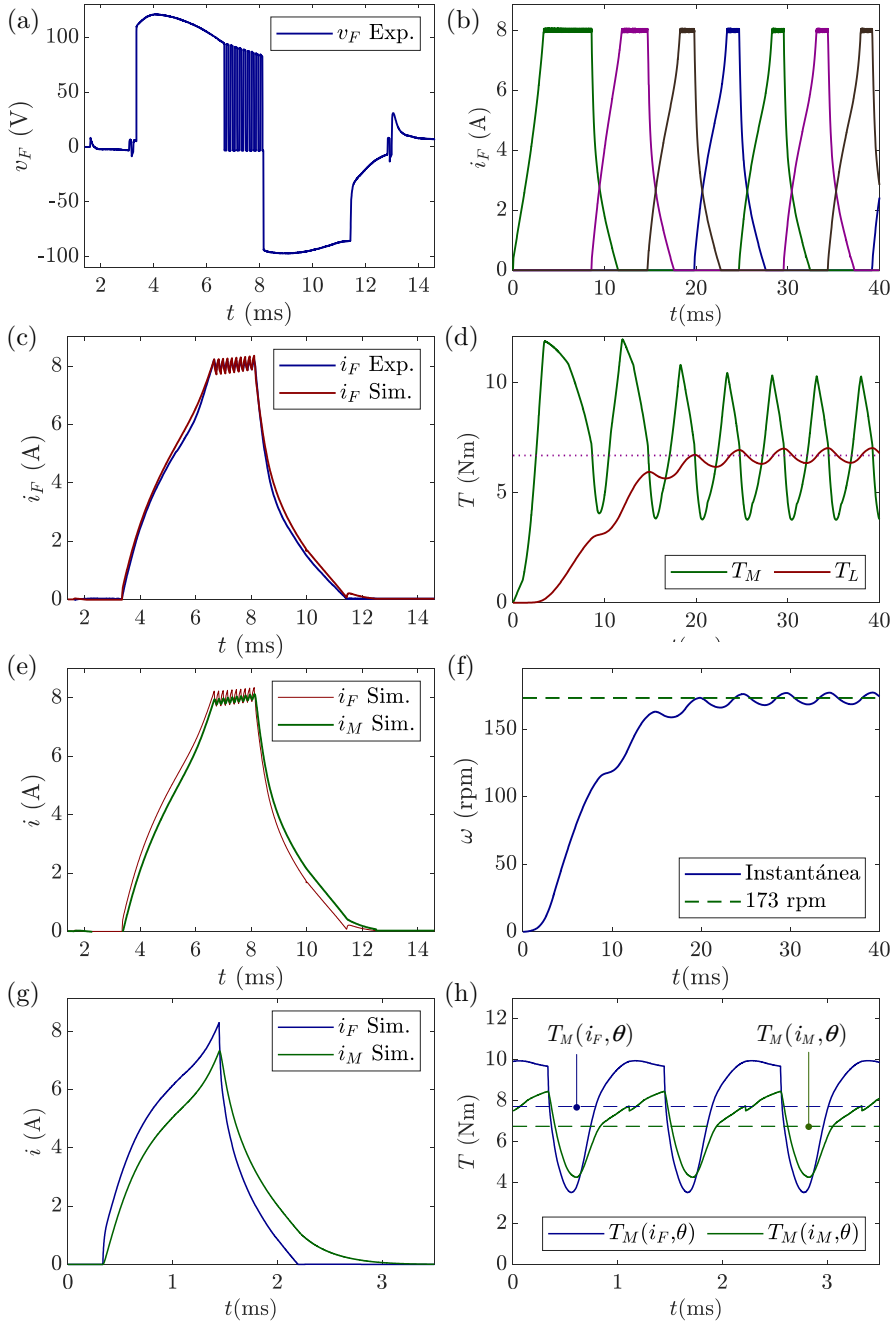 (a)
v_F Exp.
100
50
0
-50
-100
v_F (V)
2 4 6 8 10 12 14
t (ms)
(b)
8
6
4
2
0
i_F (A)
0 10 20 30 40
t(ms)
(c)
i_F Exp.
i_F Sim.
8
6
4
2
0
i_F (A)
2 4 6 8 10 12 14
t (ms)
(d)
10
5
0
T (Nm)
T_M T_L
0 10 20 30 40
(e)
i_F Sim.
i_M Sim.
8
6
4
2
0
i (A)
2 4 6 8 10 12 14
t (ms)
(f)
150
100
50
0
ω (rpm)
Instantánea
173 rpm
0 10 20 30 40
t(ms)
(g)
i_F Sim.
i_M Sim.
8
6
4
2
0
i (A)
0 1 2 3
t(ms)
(h)
T_M(i_F,θ) T_M(i_M,θ)
12
10
8
6
4
2
0
T (Nm)
T_M(i_F,θ) T_M(i_M,θ)
0 1 2 3
t(ms)